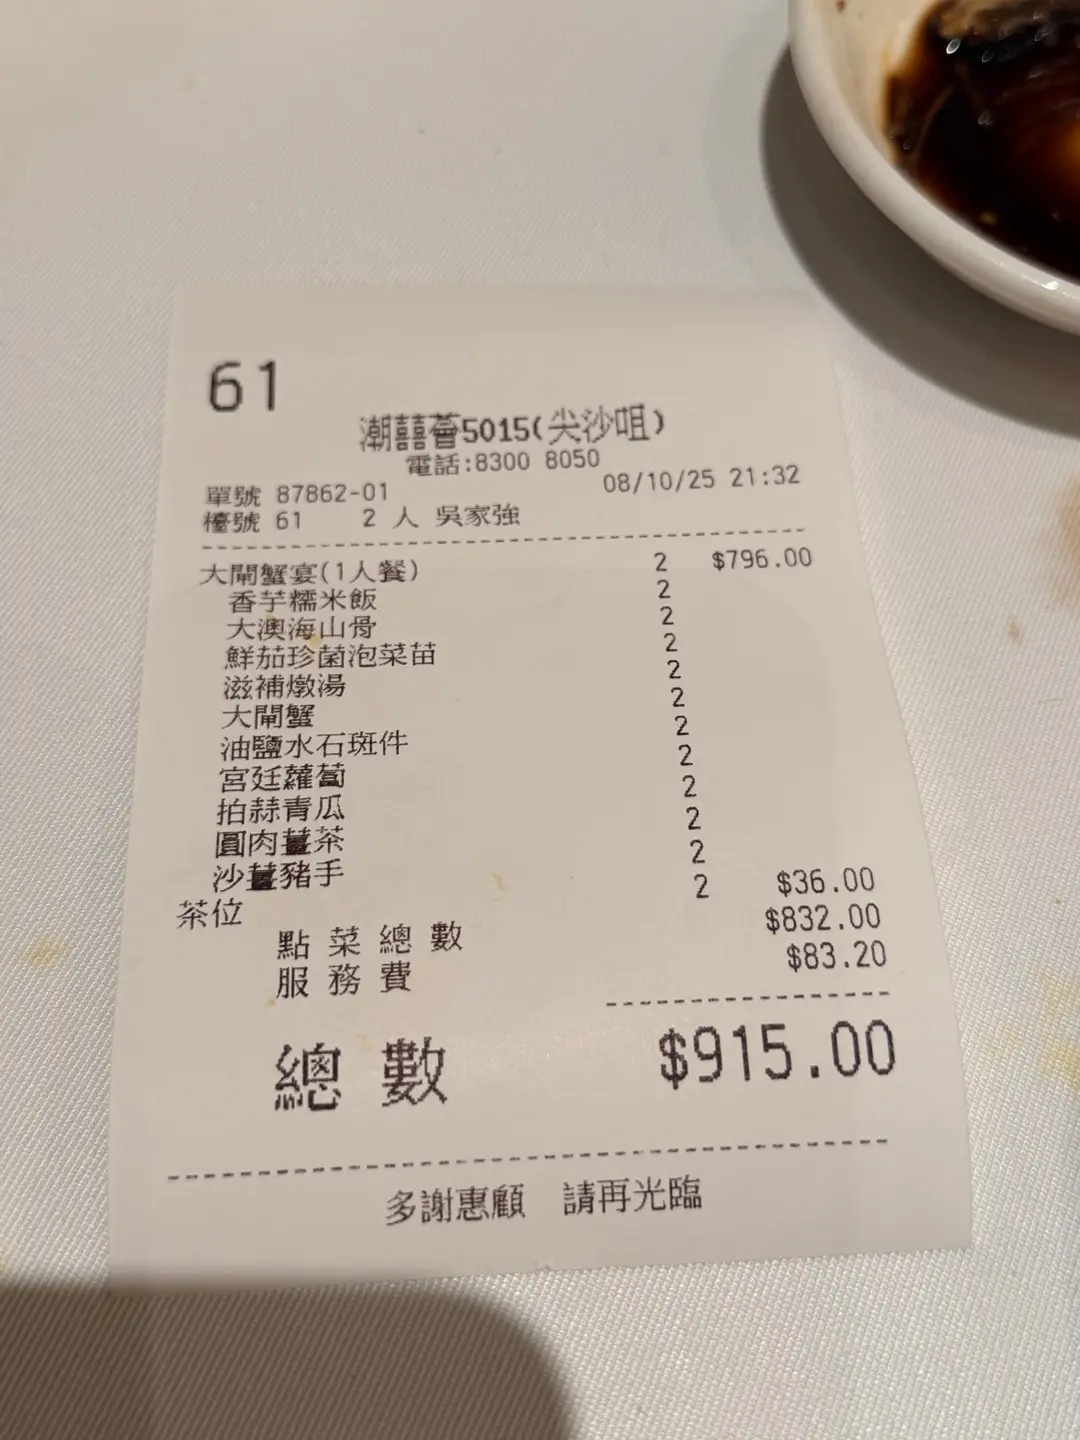 61
潮囍薈5015(尖沙咀)
電話:8300 8050
單號 87862-01 08/10/25 21:32
檯號 61 2 人 吳家強
大閘蟹宴(1人餐) 2 $796.00
香芋糯米飯 2
大澳海山骨 2
鮮茄珍菌泡菜苗 2
滋補燉湯 2
大閘蟹 2
油鹽水石斑件 2
宮廷蘿蔔 2
拍蒜青瓜 2
圓肉薑茶 2
沙薑豬手 2
茶位 2 $36.00
點菜總數 $832.00
服務費 $83.20
總數 $915.00
多謝惠顧 請再光臨